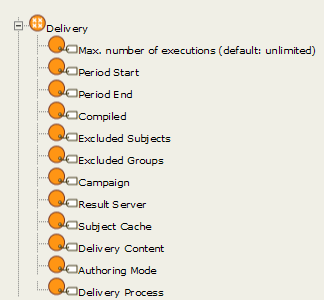 Delivery
Max. number of executions (default: unlimited)
Period Start
Period End
Compiled
Excluded Subjects
Excluded Groups
Campaign
Result Server
Subject Cache
Delivery Content
Authoring Mode
Delivery Process